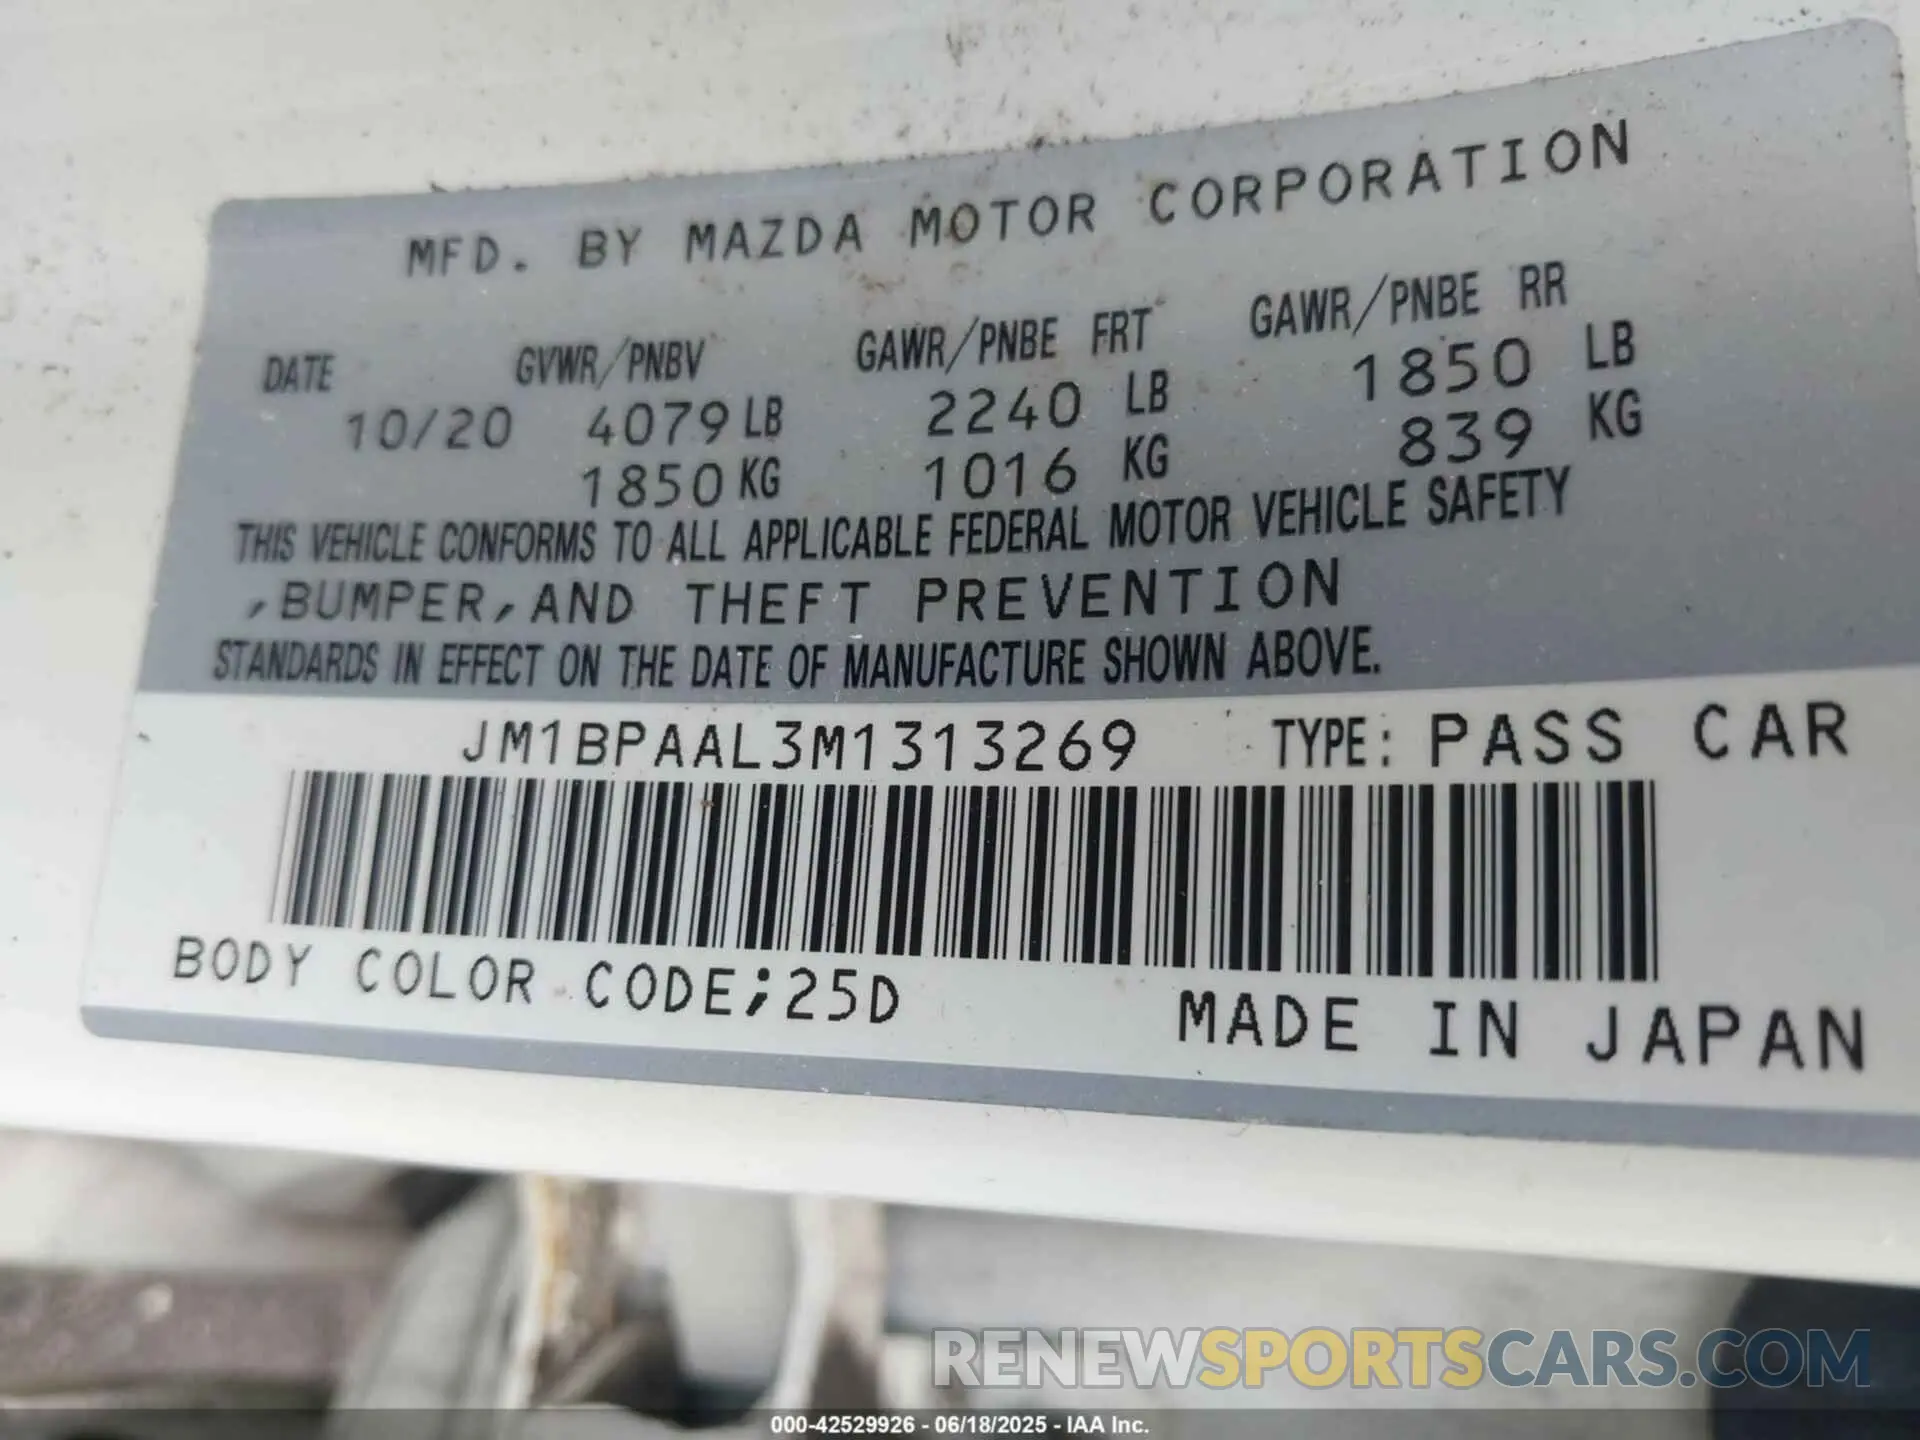 MFD. BY MAZDA MOTOR CORPORATION
DATE GVWR/PNBV GAWR/PNBE FRT GAWR/PNBE RR
10/20 4079 LB 2240 LB 1850 LB
1850 KG 1016 KG 839 KG
THIS VEHICLE CONFORMS TO ALL APPLICABLE FEDERAL MOTOR VEHICLE SAFETY
,BUMPER,AND THEFT PREVENTION
STANDARDS IN EFFECT ON THE DATE OF MANUFACTURE SHOWN ABOVE.
JM1BPAAL3M1313269 TYPE: PASS CAR
BODY COLOR CODE;25D
MADE IN JAPAN
RENEWSPORTSCARS.COM
000-42529926 - 06/18/2025 - IAA Inc.